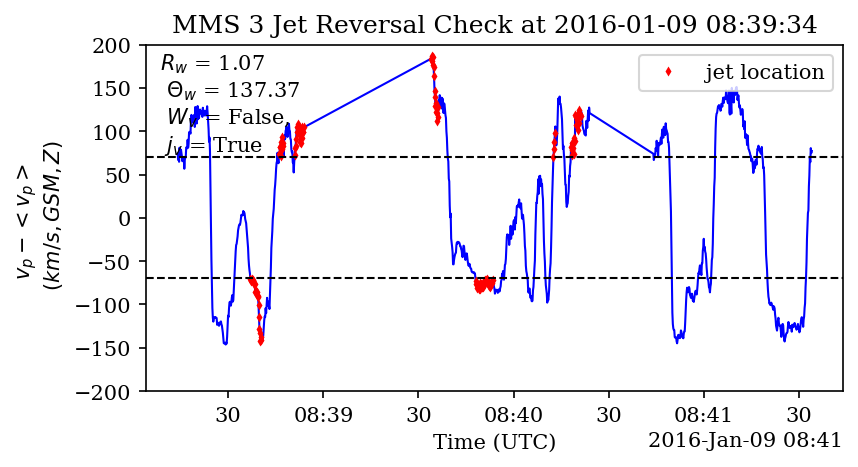 MMS 3 Jet Reversal Check at 2016-01-09 08:39:34
R_w = 1.07
Θ_w = 137.37
W_v = False
j_v = True
jet location
v_p − < v_p >
(km/s, GSM, Z)
200
150
100
50
0
−50
−100
−150
−200
30 08:39 30 08:40 30 08:41 30
Time (UTC)
2016-Jan-09 08:41